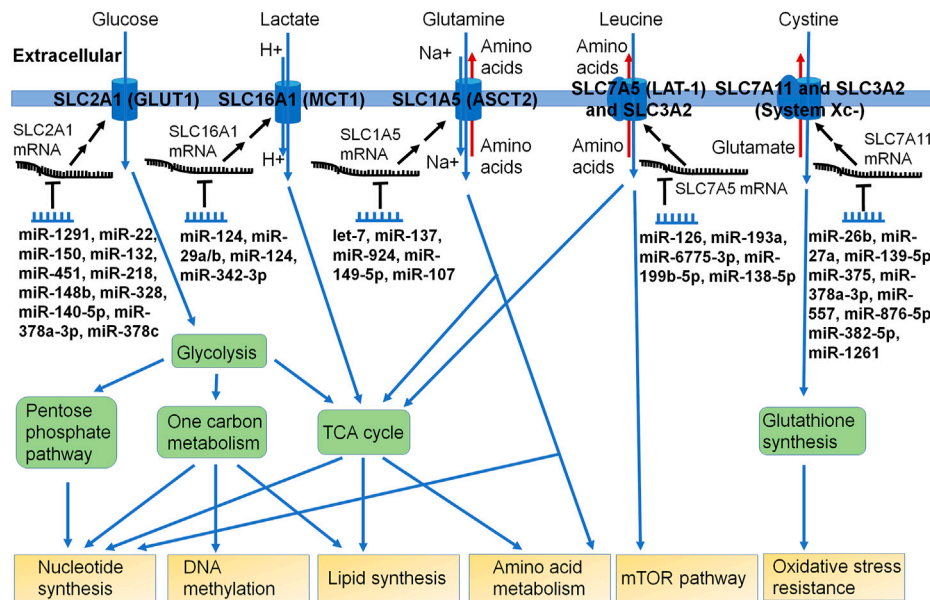 Glucose
Lactate
Glutamine
Leucine
Cystine
Extracellular
H+
Na+
Amino
acids
Amino
acids
SLC2A1 (GLUT1)
SLC16A1 (MCT1)
SLC1A5 (ASCT2)
SLC7A5 (LAT-1)
and SLC3A2
SLC7A11 and SLC3A2
(System Xc-)
SLC2A1
mRNA
SLC16A1
mRNA
H+
SLC1A5
mRNA
Na+
Amino
acids
Amino
acids
SLC7A5 mRNA
Glutamate
SLC7A11
mRNA
miR-1291, miR-22,
miR-150, miR-132,
miR-451, miR-218,
miR-148b, miR-328,
miR-140-5p, miR-
378a-3p, miR-378c
miR-124, miR-
29a/b, miR-124,
miR-342-3p
let-7, miR-137,
miR-924, miR-
149-5p, miR-107
miR-126, miR-193a,
miR-6775-3p, miR-
199b-5p, miR-138-5p
miR-26b, miR-
27a, miR-139-5p
miR-375, miR-
378a-3p, miR-
557, miR-876-5p
miR-382-5p,
miR-1261
Glycolysis
Pentose
phosphate
pathway
One carbon
metabolism
TCA cycle
Glutathione
synthesis
Nucleotide
synthesis
DNA
methylation
Lipid synthesis
Amino acid
metabolism
mTOR pathway
Oxidative stress
resistance